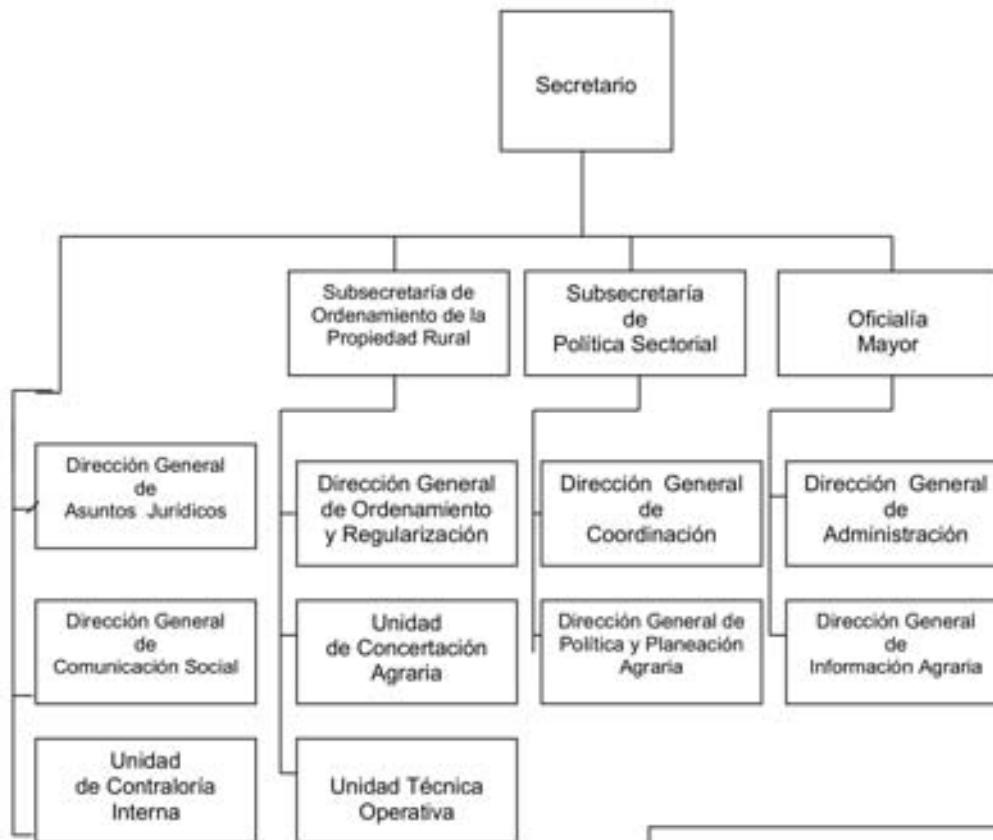 Secretario
Subsecretaría de
Ordenamiento de la
Propiedad Rural
Subsecretaría
de
Política Sectorial
Oficialía
Mayor
Dirección General
de
Asuntos Jurídicos
Dirección General
de Ordenamiento
y Regularización
Dirección General
de
Coordinación
Dirección General
de
Administración
Dirección General
de
Comunicación Social
Unidad
de Concertación
Agraria
Dirección General de
Política y Planeación
Agraria
Dirección General
de
Información Agraria
Unidad
de Contraloría
Interna
Unidad Técnica
Operativa